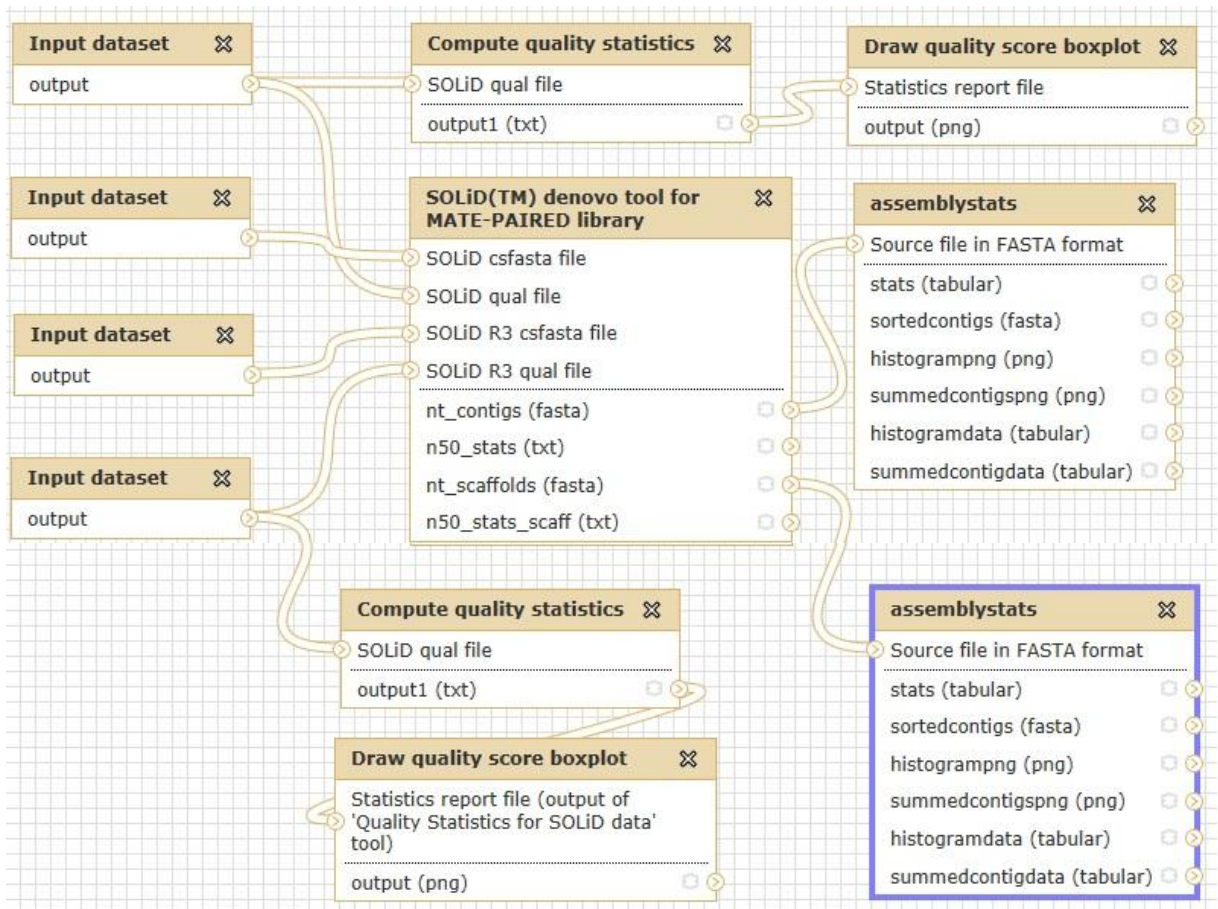 Input dataset
output
Compute quality statistics
SOLiD qual file
output1 (txt)
Draw quality score boxplot
Statistics report file
output (png)
Input dataset
output
SOLiD(TM) denovo tool for
MATE-PAIRED library
SOLiD csfasta file
SOLiD qual file
SOLiD R3 csfasta file
SOLiD R3 qual file
nt_contigs (fasta)
n50_stats (txt)
nt_scaffolds (fasta)
n50_stats_scaff (txt)
assemblystats
Source file in FASTA format
stats (tabular)
sortedcontigs (fasta)
histogrampng (png)
summedcontigspng (png)
histogramdata (tabular)
summedcontigdata (tabular)
Input dataset
output
Input dataset
output
Compute quality statistics
SOLiD qual file
output1 (txt)
Draw quality score boxplot
Statistics report file (output of
'Quality Statistics for SOLiD data'
tool)
output (png)
assemblystats
Source file in FASTA format
stats (tabular)
sortedcontigs (fasta)
histogrampng (png)
summedcontigspng (png)
histogramdata (tabular)
summedcontigdata (tabular)